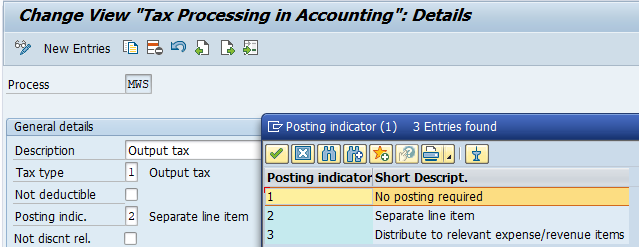 Change View "Tax Processing in Accounting": Details
New Entries
Process MWS
General details
Description Output tax
Tax type 1 Output tax
Not deductible
Posting indic. 2 Separate line item
Not discnt rel.
Posting indicator (1) 3 Entries found
Posting indicator Short Descript.
1 No posting required
2 Separate line item
3 Distribute to relevant expense/revenue items